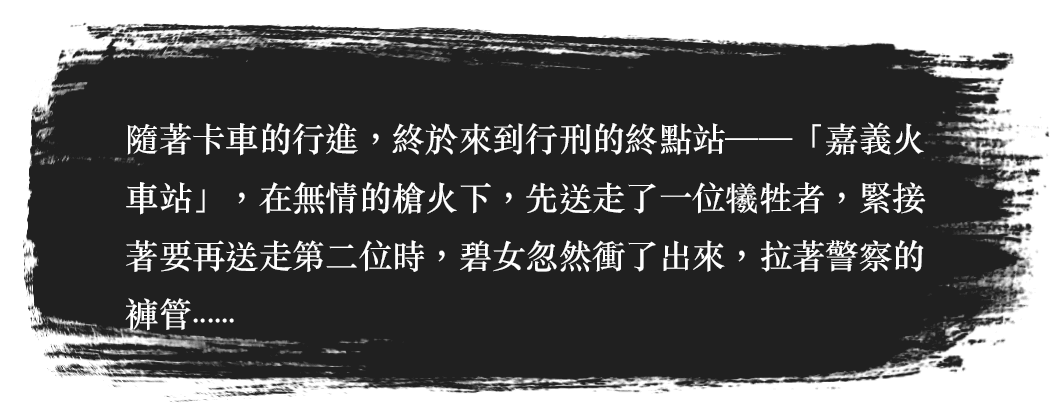 隨著卡車的行進，終於來到行刑的終點站——「嘉義火
車站」，在無情的槍火下，先送走了一位犧牲者，緊接
著要再送走第二位時，碧女忽然衝了出來，拉著警察的
褲管......